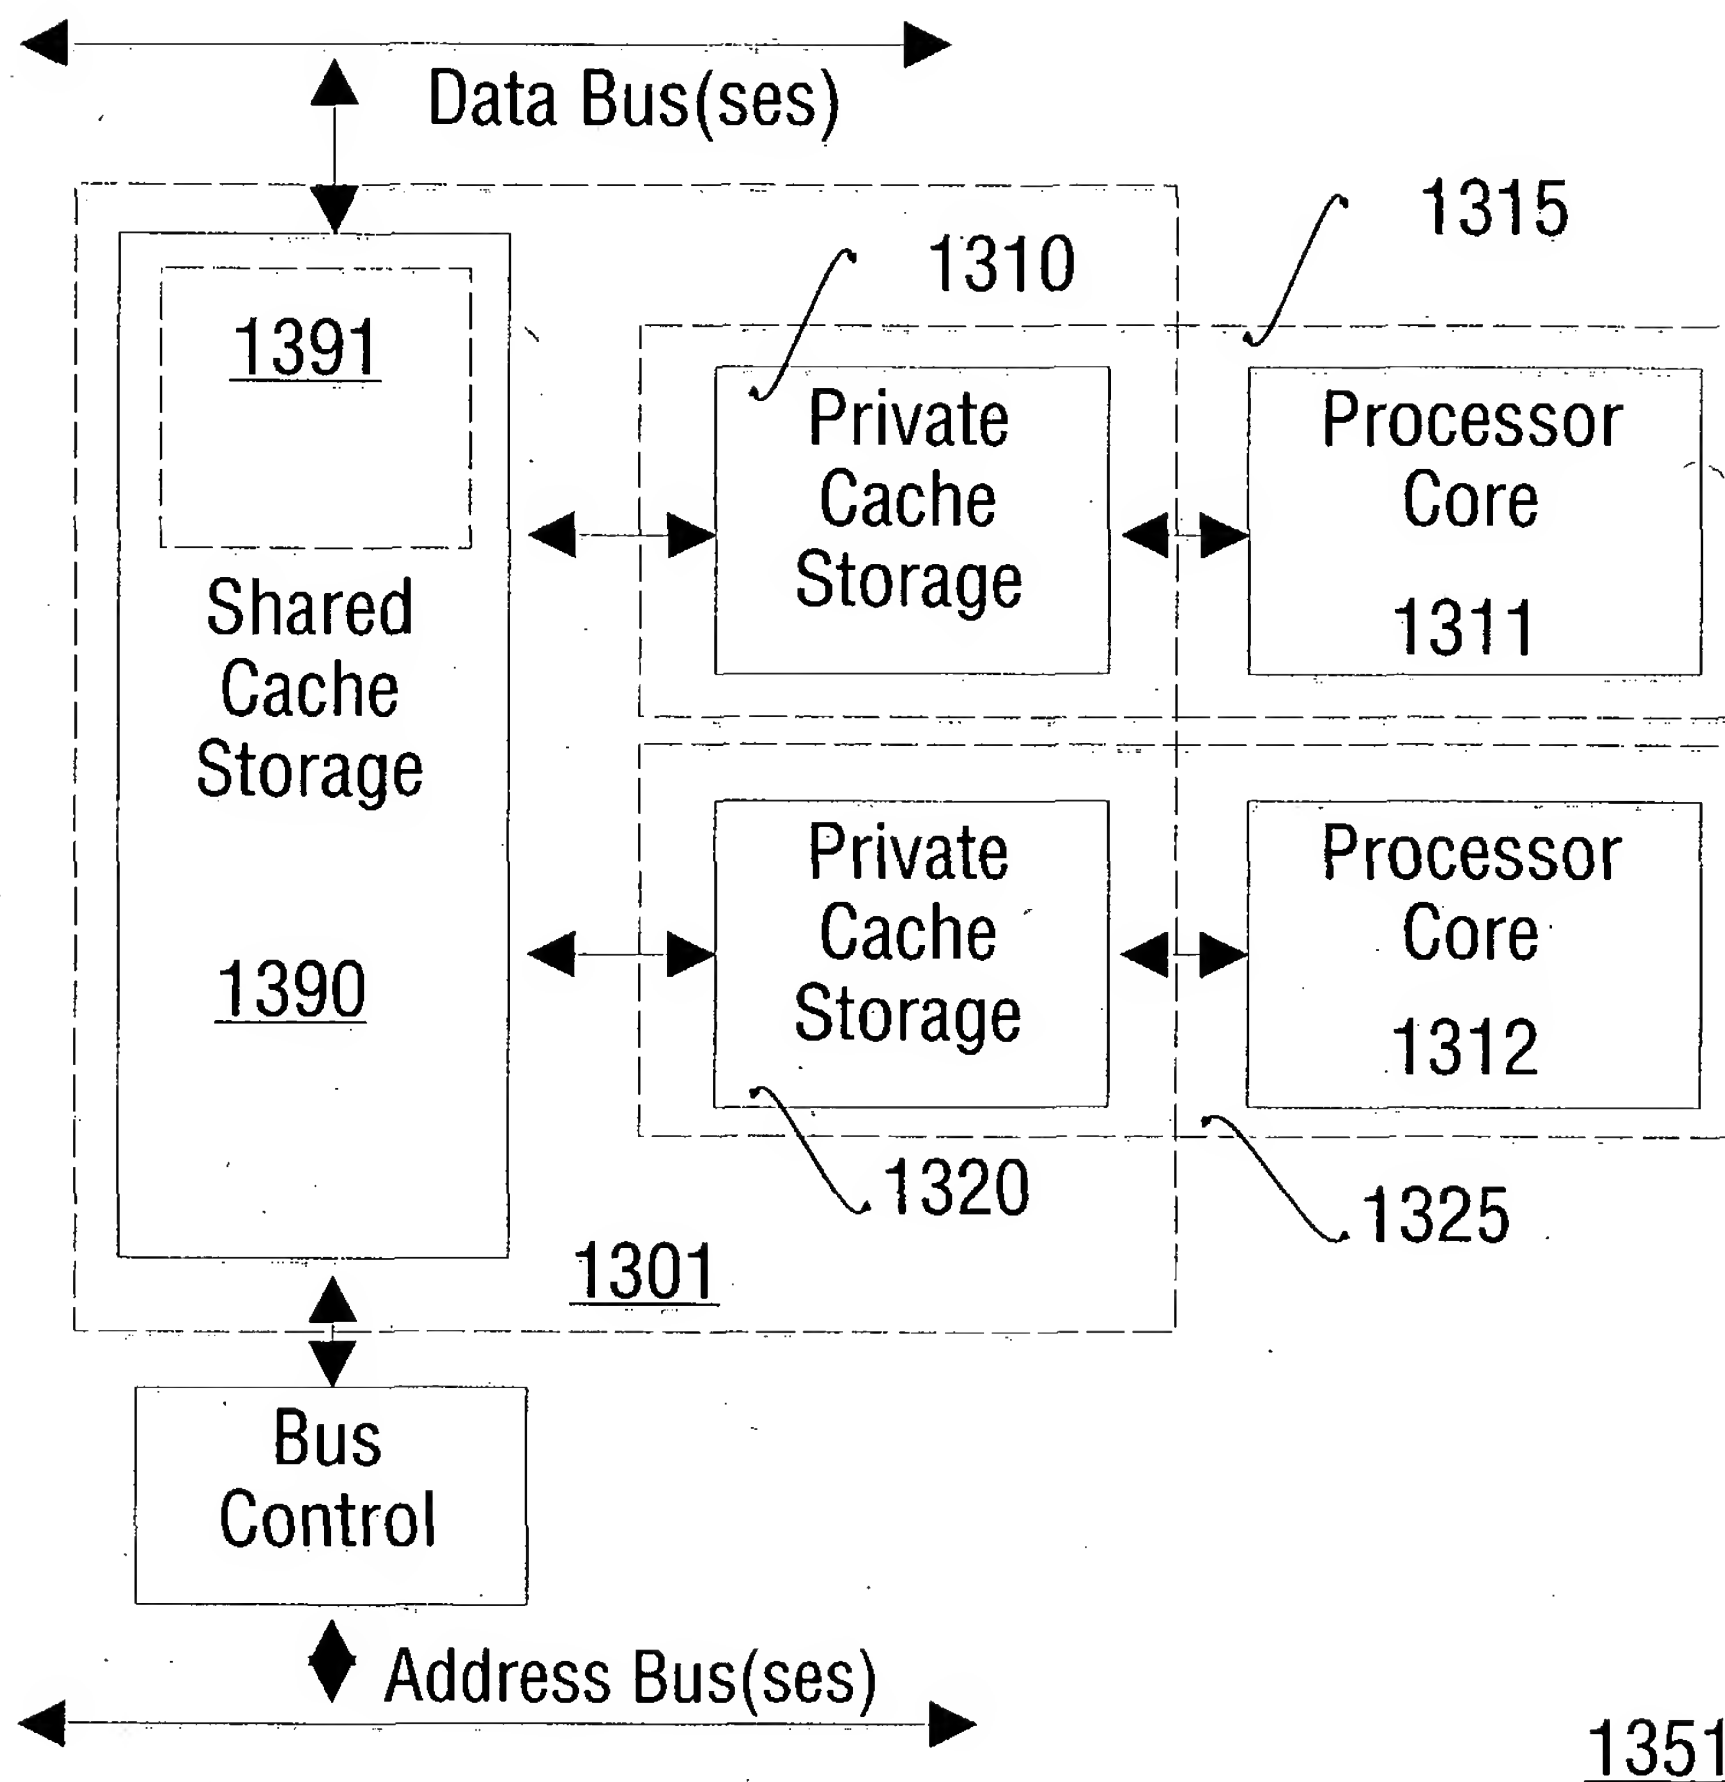 Data Bus(ses)
1315
1310
1391
Private
Cache
Storage
Processor
Core
1311
Shared
Cache
Storage
1390
Private
Cache
Storage
Processor
Core
1312
1320
1325
1301
Bus
Control
Address Bus(ses)
1351